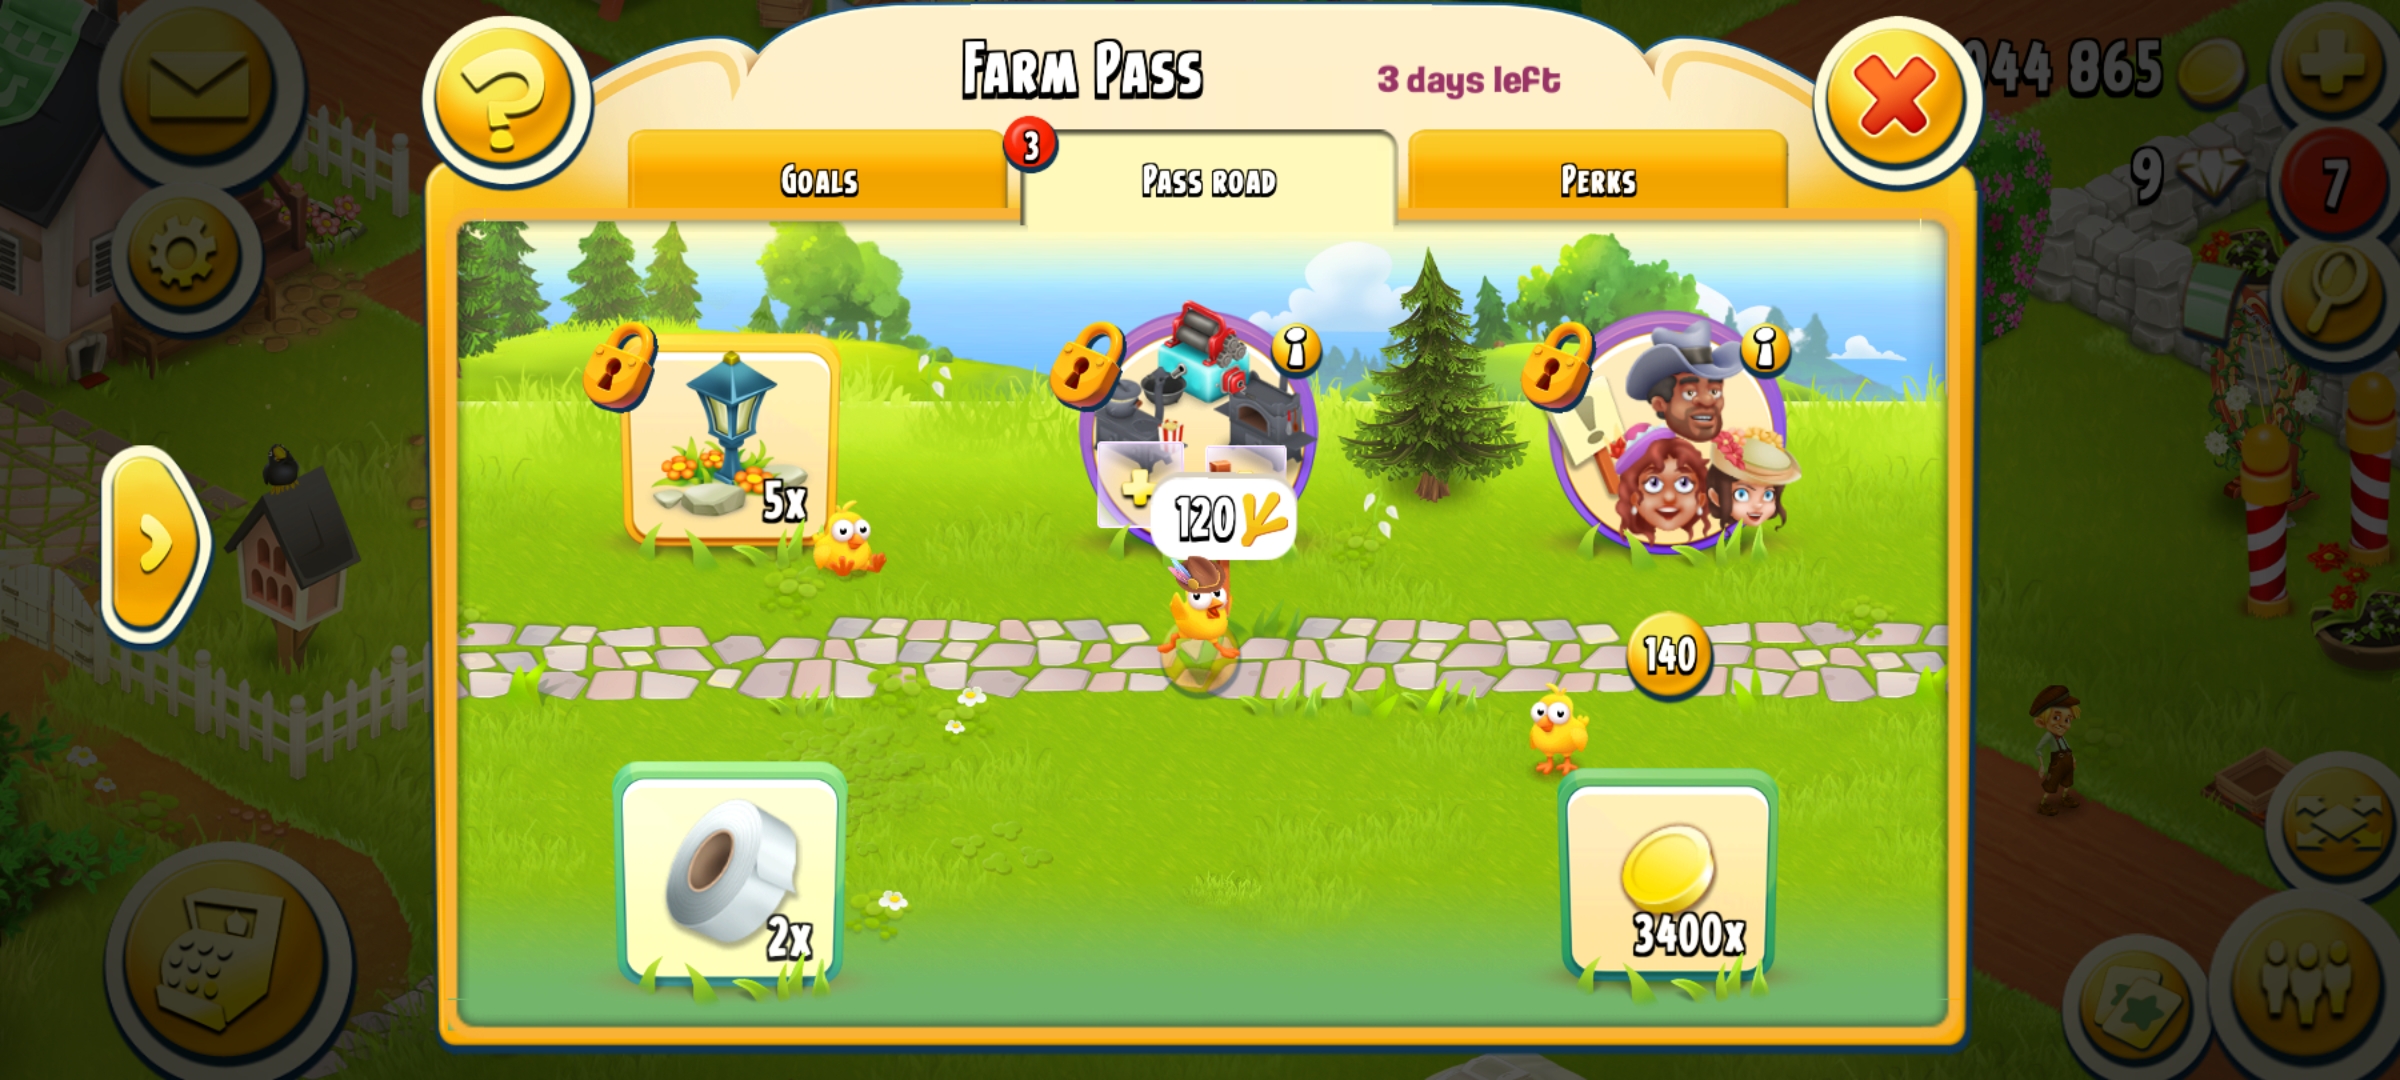 FARM PASS
3 days left
GOALS
3
PASS ROAD
PERKS
044 865
9
7
5x
120
140
2x
3400x